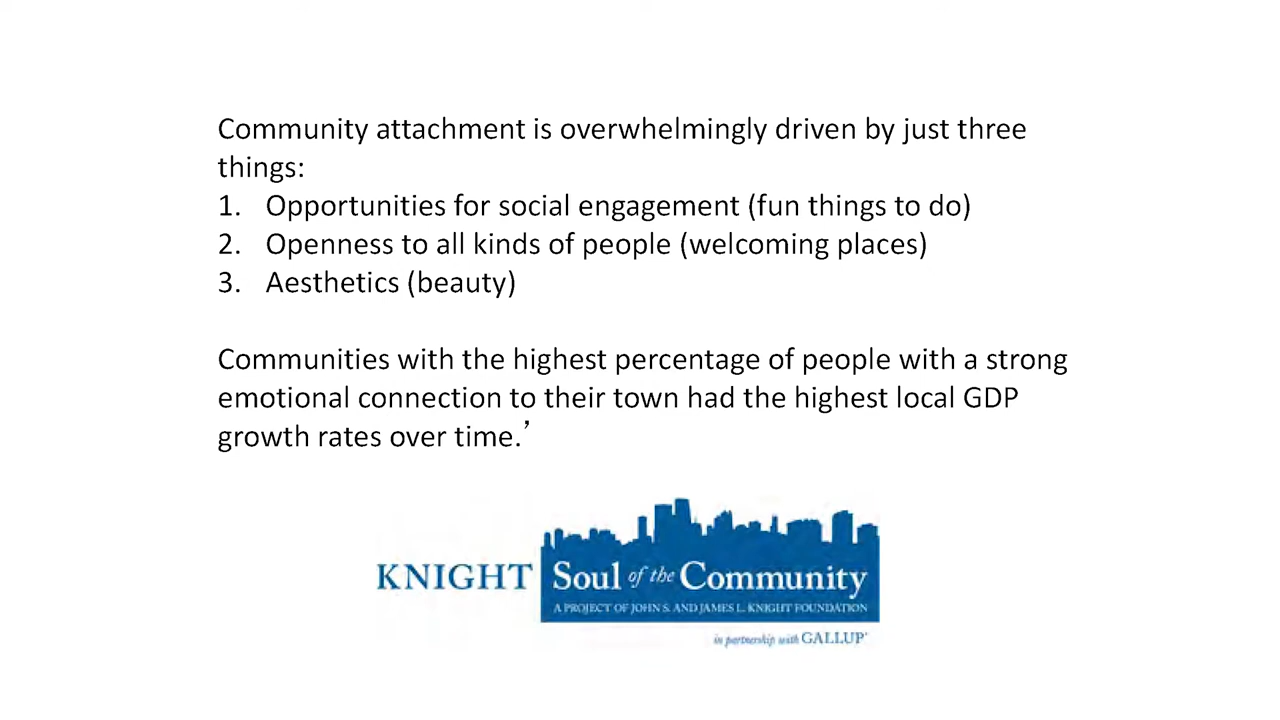 Community attachment is overwhelmingly driven by just three
things:
1. Opportunities for social engagement (fun things to do)
2. Openness to all kinds of people (welcoming places)
3. Aesthetics (beauty)
Communities with the highest percentage of people with a strong
emotional connection to their town had the highest local GDP
growth rates over time.’
KNIGHT Soul of the Community
A PROJECT OF JOHN S. AND JAMES L. KNIGHT FOUNDATION
in partnership with GALLUP®